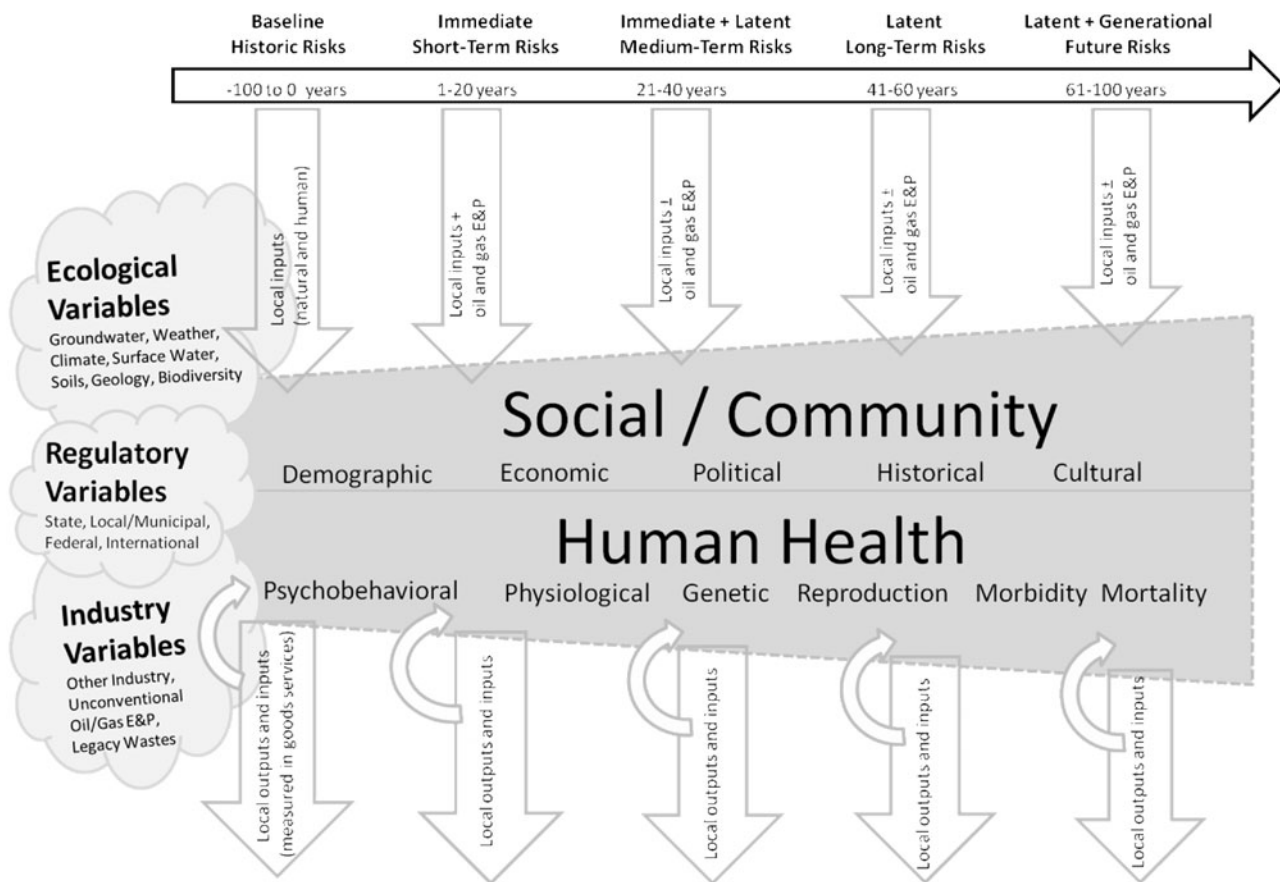 Baseline
Historic Risks
Immediate
Short-Term Risks
Immediate + Latent
Medium-Term Risks
Latent
Long-Term Risks
Latent + Generational
Future Risks
-100 to 0 years
1-20 years
21-40 years
41-60 years
61-100 years
Local inputs
(natural and human)
Local inputs +
oil and gas E&P
Local inputs ±
oil and gas E&P
Local inputs ±
oil and gas E&P
Local inputs ±
oil and gas E&P
Ecological
Variables
Groundwater, Weather,
Climate, Surface Water,
Soils, Geology, Biodiversity
Regulatory
Variables
State, Local/Municipal,
Federal, International
Industry
Variables
Other Industry,
Unconventional
Oil/Gas E&P,
Legacy Wastes
Social / Community
Demographic
Economic
Political
Historical
Cultural
Human Health
Psychobehavioral
Physiological
Genetic
Reproduction
Morbidity
Mortality
Local outputs and inputs
(measured in goods services)
Local outputs and inputs
Local outputs and inputs
Local outputs and inputs
Local outputs and inputs